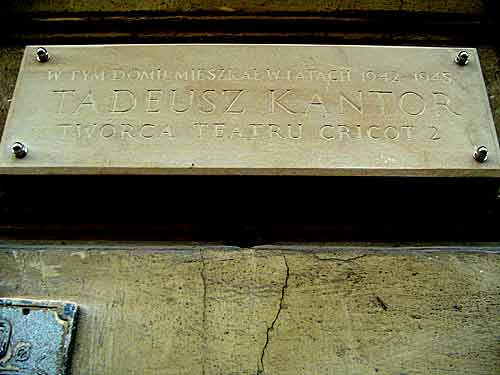 W TYM DOMU MIESZKAŁ W LATACH 1942-1945
TADEUSZ KANTOR
TWÓRCA TEATRU CRICOT 2